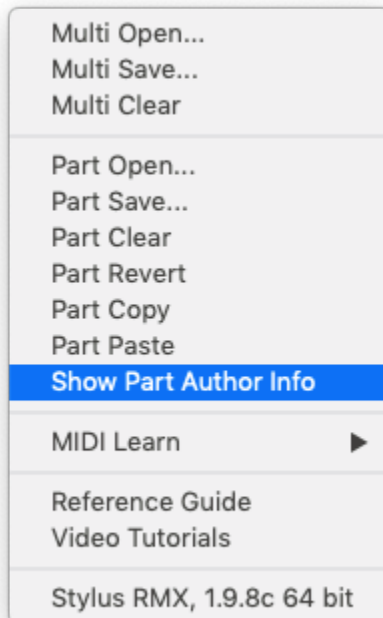 Multi Open...
Multi Save...
Multi Clear
Part Open...
Part Save...
Part Clear
Part Revert
Part Copy
Part Paste
Show Part Author Info
MIDI Learn
Reference Guide
Video Tutorials
Stylus RMX, 1.9.8c 64 bit